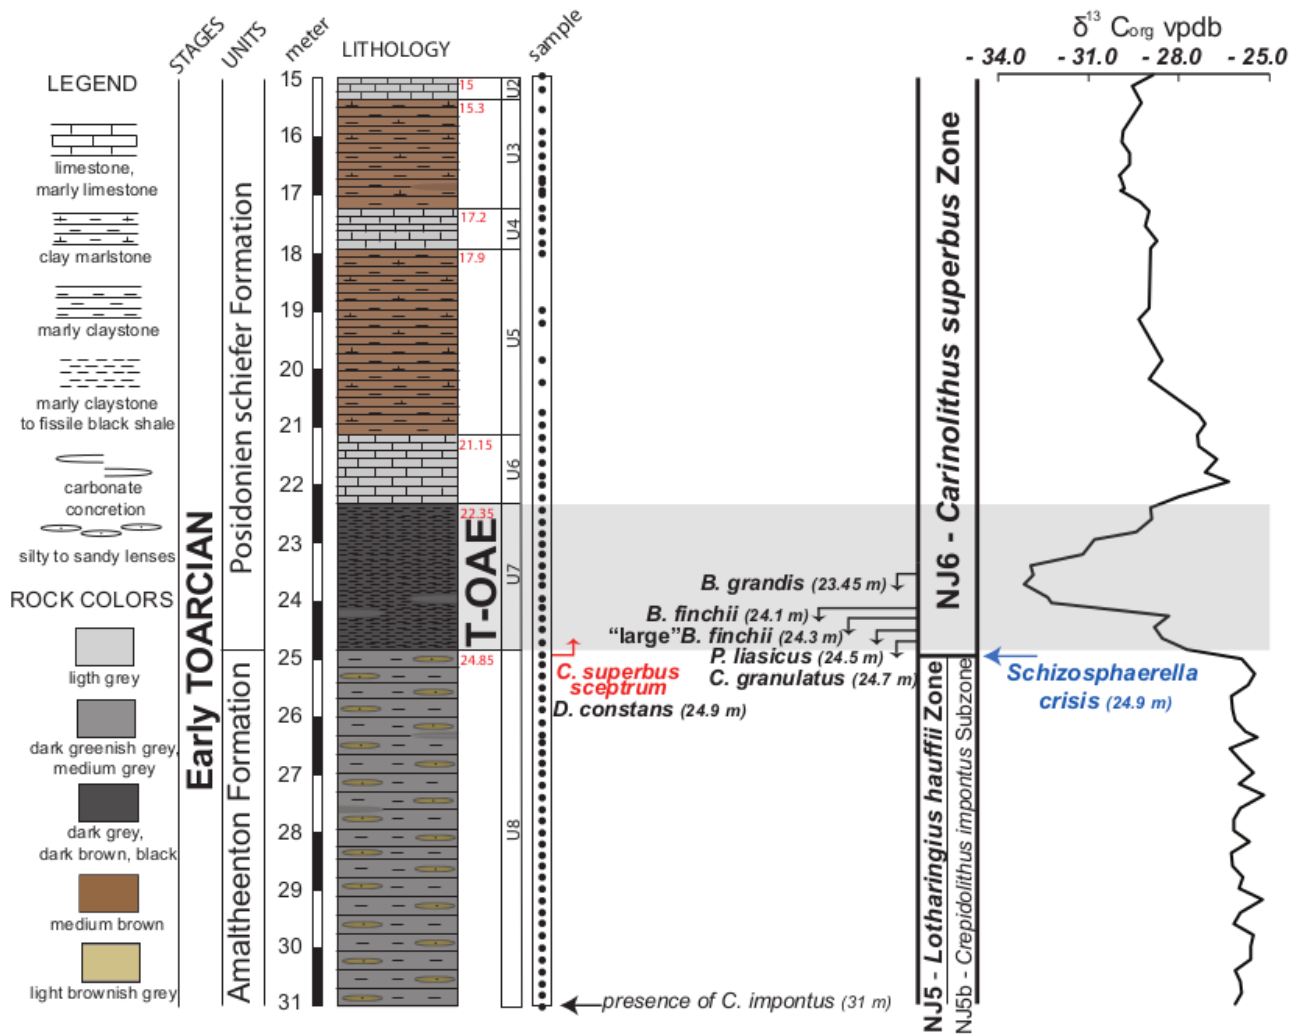 LEGEND
limestone,
marly limestone
clay marlstone
marly claystone
marly claystone
to fissile black shale
carbonate
concretion
silty to sandy lenses
ROCK COLORS
ligth grey
dark greenish grey,
medium grey
dark grey,
dark brown, black
medium brown
light brownish grey
STAGES
Early TOARCIAN
UNITS
Posidonien schiefer Formation
Amaltheenton Formation
meter
15
16
17
18
19
20
21
22
23
24
25
26
27
28
29
30
31
LITHOLOGY
15
15.3
17.2
17.9
21.15
22.35
24.85
T-OAE
U2
U3
U4
U5
U6
U7
U8
sample
B. grandis (23.45 m)
B. finchii (24.1 m)
"large" B. finchii (24.3 m)
P. liasicus (24.5 m)
C. granulatus (24.7 m)
C. superbus
sceptrum
D. constans (24.9 m)
presence of C. impontus (31 m)
NJ6 - Carinolithus superbus Zone
NJ5 - Lotharingius hauffii Zone
NJ5b - Crepidolithus impontus Subzone
Schizosphaerella
crisis (24.9 m)
δ13 Corg vpdb
- 34.0 - 31.0 - 28.0 - 25.0